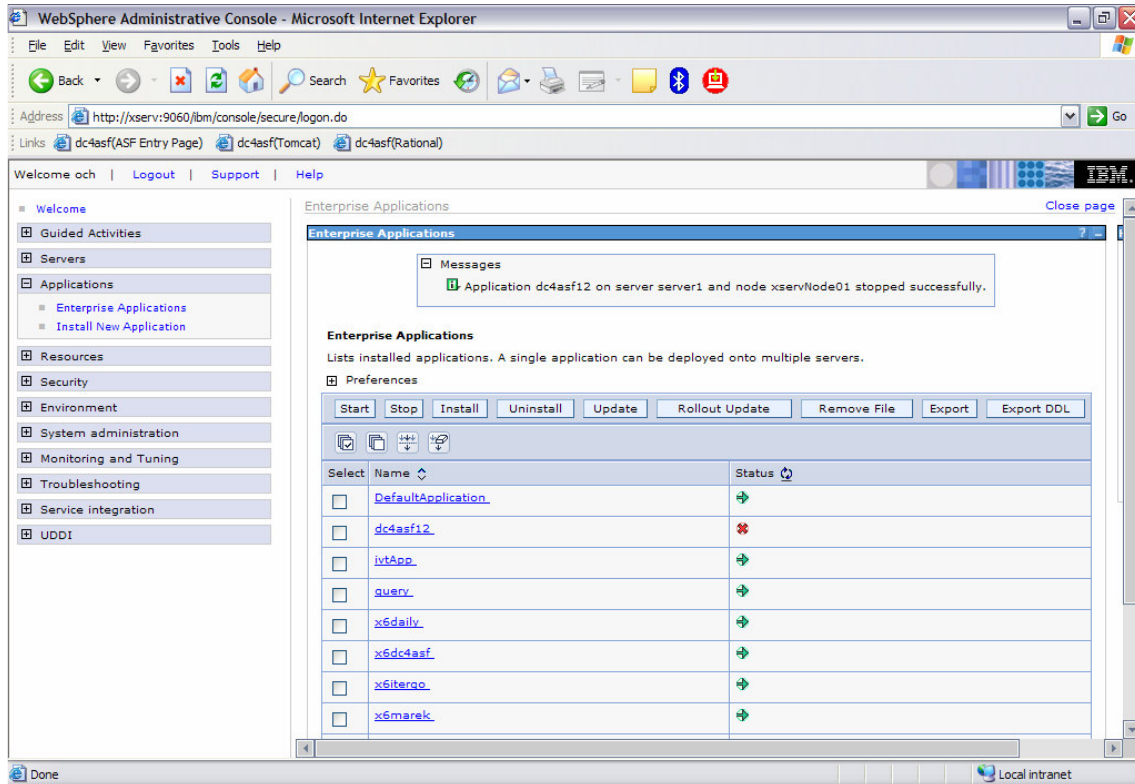 WebSphere Administrative Console - Microsoft Internet Explorer
File Edit View Favorites Tools Help
Back Search Favorites
Address http://xserv:9060/ibm/console/secure/logon.do Go
Links dc4asf(ASF Entry Page) dc4asf(Tomcat) dc4asf(Rational)
Welcome och | Logout | Support | Help IBM.
Welcome
Guided Activities
Servers
Applications
Enterprise Applications
Install New Application
Resources
Security
Environment
System administration
Monitoring and Tuning
Troubleshooting
Service integration
UDDI
Enterprise Applications Close page
Enterprise Applications ? –
Messages
Application dc4asf12 on server server1 and node xservNode01 stopped successfully.
Enterprise Applications
Lists installed applications. A single application can be deployed onto multiple servers.
Preferences
Start Stop Install Uninstall Update Rollout Update Remove File Export Export DDL
Select Name Status
DefaultApplication
dc4asf12
ivtApp
query
x6daily
x6dc4asf
x6itergo
x6marek
Done Local intranet